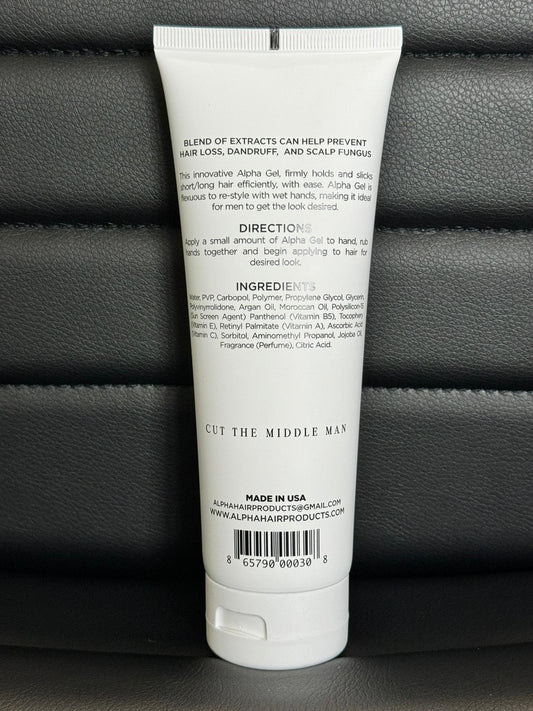 BLEND OF EXTRACTS CAN HELP PREVENT
HAIR LOSS, DANDRUFF, AND SCALP FUNGUS
This innovative Alpha Gel, firmly holds and slicks
short/long hair efficiently, with ease. Alpha Gel is
flexuous to re-style with wet hands, making it ideal
for men to get the look desired.
DIRECTIONS
Apply a small amount of Alpha Gel to hand, rub
hands together and begin applying to hair for
desired look.
INGREDIENTS
Water, PVP, Carbopol, Polymer, Propylene Glycol, Glycerin,
Polyvinyrrolidone, Argan Oil, Moroccan Oil, Polysilicon-15
(Sun Screen Agent) Panthenol (Vitamin B5), Tocopheryl
(Vitamin E), Retinyl Palmitate (Vitamin A), Ascorbic Acid
(Vitamin C), Sorbitol, Aminomethyl Propanol, Jojoba Oil,
Fragrance (Perfume), Citric Acid.
CUT THE MIDDLE MAN
MADE IN USA
ALPHAHAIRPRODUCTS@GMAIL.COM
WWW.ALPHAHAIRPRODUCTS.COM
8 65790 00030 8